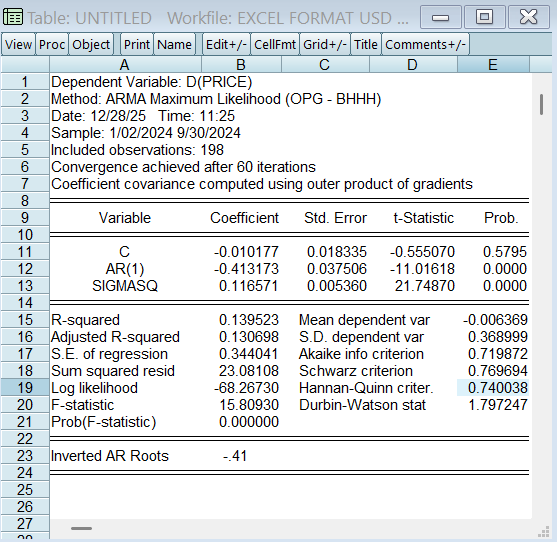 Table: UNTITLED Workfile: EXCEL FORMAT USD ...
View Proc Object Print Name Edit+/- CellFmt Grid+/- Title Comments+/-
A B C D E
1 Dependent Variable: D(PRICE)
2 Method: ARMA Maximum Likelihood (OPG - BHHH)
3 Date: 12/28/25 Time: 11:25
4 Sample: 1/02/2024 9/30/2024
5 Included observations: 198
6 Convergence achieved after 60 iterations
7 Coefficient covariance computed using outer product of gradients
8
9 Variable Coefficient Std. Error t-Statistic Prob.
10
11 C -0.010177 0.018335 -0.555070 0.5795
12 AR(1) -0.413173 0.037506 -11.01618 0.0000
13 SIGMASQ 0.116571 0.005360 21.74870 0.0000
14
15 R-squared 0.139523 Mean dependent var -0.006369
16 Adjusted R-squared 0.130698 S.D. dependent var 0.368999
17 S.E. of regression 0.344041 Akaike info criterion 0.719872
18 Sum squared resid 23.08108 Schwarz criterion 0.769694
19 Log likelihood -68.26730 Hannan-Quinn criter. 0.740038
20 F-statistic 15.80930 Durbin-Watson stat 1.797247
21 Prob(F-statistic) 0.000000
22
23 Inverted AR Roots -.41
24
25
26
27
28